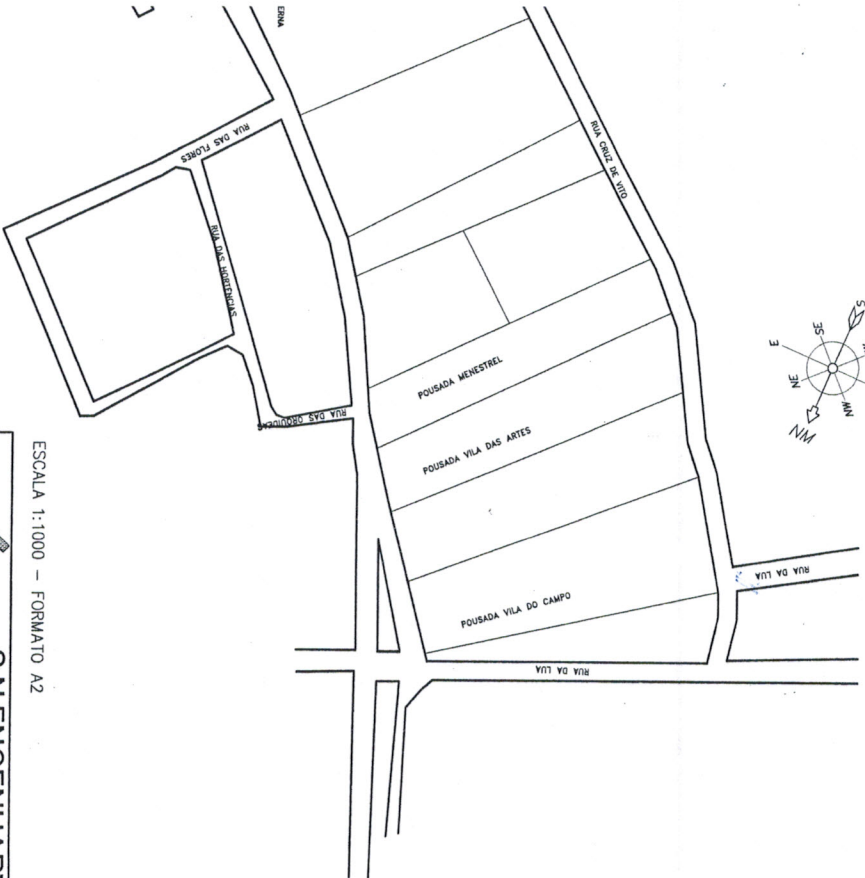 ERNA
RUA DAS FLORES
RUA CRUZ DE VITO
RUA DAS HORTENCIAS
S
SE
E
NE
NW
NM
POUSADA MENESTREL
RUA DAS ORQUIDEAS
POUSADA VILA DAS ARTES
RUA DA LUA
POUSADA VILA DO CAMPO
RUA DA LUA
ESCALA 1:1000 - FORMATO A2